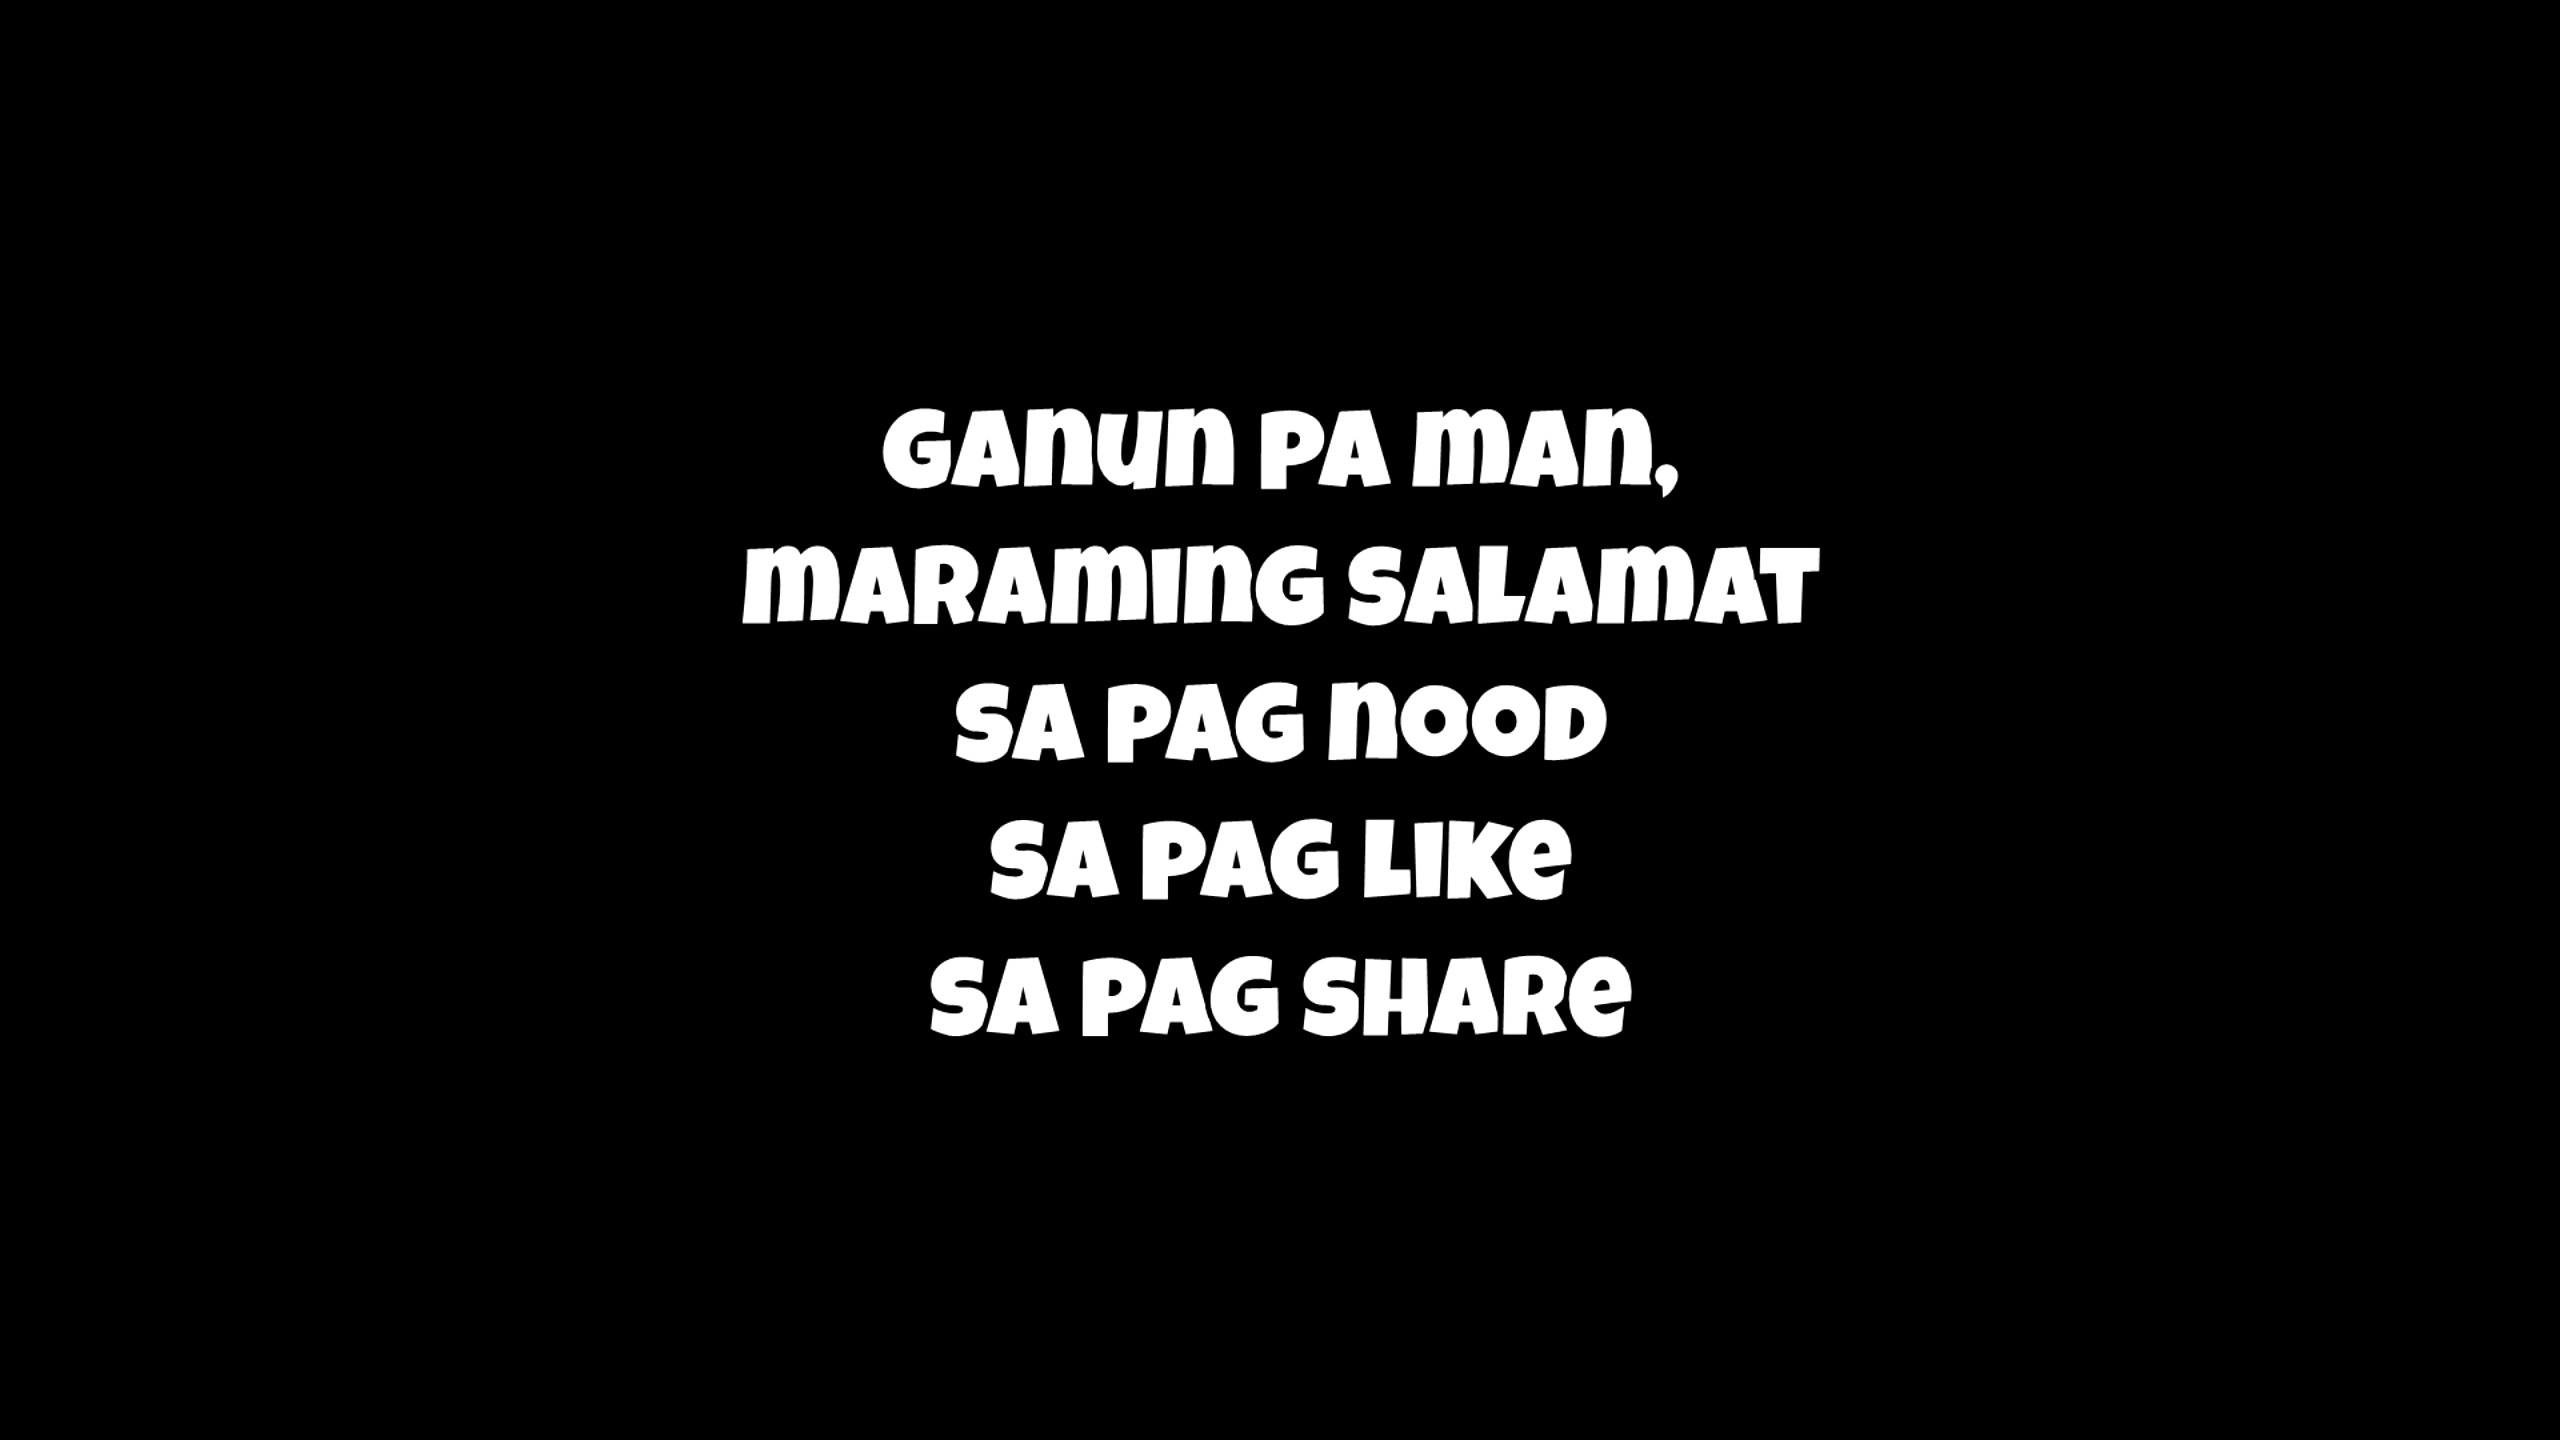 Ganun pa man,
maraming salamat
sa pag nood
sa pag like
sa pag share